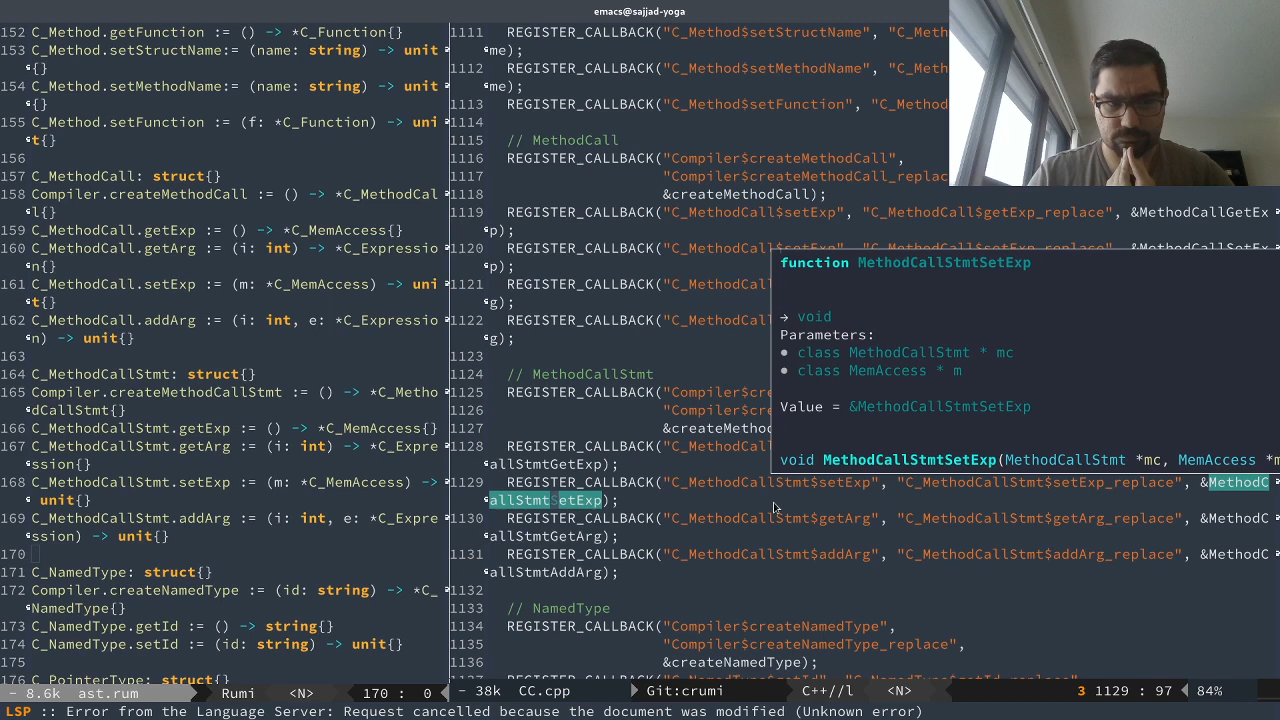 emacs@sajjad-yoga
152 C_Method.getFunction := () -> *C_Function{}
153 C_Method.setStructName:= (name: string) -> unit
{}
154 C_Method.setMethodName:= (name: string) -> unit
{}
155 C_Method.setFunction := (f: *C_Function) -> uni
t{}
156
157 C_MethodCall: struct{}
158 Compiler.createMethodCall := () -> *C_MethodCal
l{}
159 C_MethodCall.getExp := () -> *C_MemAccess{}
160 C_MethodCall.getArg := (i: int) -> *C_Expressio
n{}
161 C_MethodCall.setExp := (m: *C_MemAccess) -> uni
t{}
162 C_MethodCall.addArg := (i: int, e: *C_Expressio
n) -> unit{}
163
164 C_MethodCallStmt: struct{}
165 Compiler.createMethodCallStmt := () -> *C_Metho
dCallStmt{}
166 C_MethodCallStmt.getExp := () -> *C_MemAccess{}
167 C_MethodCallStmt.getArg := (i: int) -> *C_Expre
ssion{}
168 C_MethodCallStmt.setExp := (m: *C_MemAccess) ->
unit{}
169 C_MethodCallStmt.addArg := (i: int, e: *C_Expre
ssion) -> unit{}
170
171 C_NamedType: struct{}
172 Compiler.createNamedType := (id: string) -> *C_
NamedType{}
173 C_NamedType.getId := () -> string{}
174 C_NamedType.setId := (id: string) -> unit{}
175
176 C_PointerType: struct{}
1111 REGISTER_CALLBACK("C_Method$setStructName", "C_Meth
me);
1112 REGISTER_CALLBACK("C_Method$setMethodName", "C_Meth
me);
1113 REGISTER_CALLBACK("C_Method$setFunction", "C_Method
1114
1115 // MethodCall
1116 REGISTER_CALLBACK("Compiler$createMethodCall",
1117 "Compiler$createMethodCall_replac
1118 &createMethodCall);
1119 REGISTER_CALLBACK("C_MethodCall$setExp", "C_MethodCall$getExp_replace", &MethodCallGetEx
p);
1120 REGISTER_CALLBACK("C_MethodCall$setExp", "C_MethodCall$setExp_replace", &MethodCallSetEx
p);
1121 REGISTER_CALLBACK("C_MethodCal
g);
1122 REGISTER_CALLBACK("C_MethodCal
g);
1123
1124 // MethodCallStmt
1125 REGISTER_CALLBACK("Compiler$cre
1126 "Compiler$cre
1127 &createMethod
1128 REGISTER_CALLBACK("C_MethodCall
allStmtGetExp);
1129 REGISTER_CALLBACK("C_MethodCallStmt$setExp", "C_MethodCallStmt$setExp_replace", &MethodC
allStmtSetExp);
1130 REGISTER_CALLBACK("C_MethodCallStmt$getArg", "C_MethodCallStmt$getArg_replace", &MethodC
allStmtGetArg);
1131 REGISTER_CALLBACK("C_MethodCallStmt$addArg", "C_MethodCallStmt$addArg_replace", &MethodC
allStmtAddArg);
1132
1133 // NamedType
1134 REGISTER_CALLBACK("Compiler$createNamedType",
1135 "Compiler$createNamedType_replace",
1136 &createNamedType);
function MethodCallStmtSetExp
→ void
Parameters:
● class MethodCallStmt * mc
● class MemAccess * m
Value = &MethodCallStmtSetExp
void MethodCallStmtSetExp(MethodCallStmt *mc, MemAccess *m
- 8.6k ast.rum Rumi <N> 170 : 0
- 38k CC.cpp Git:crumi C++//l <N> 3 1129 : 97 84%
LSP :: Error from the Language Server: Request cancelled because the document was modified (Unknown error)